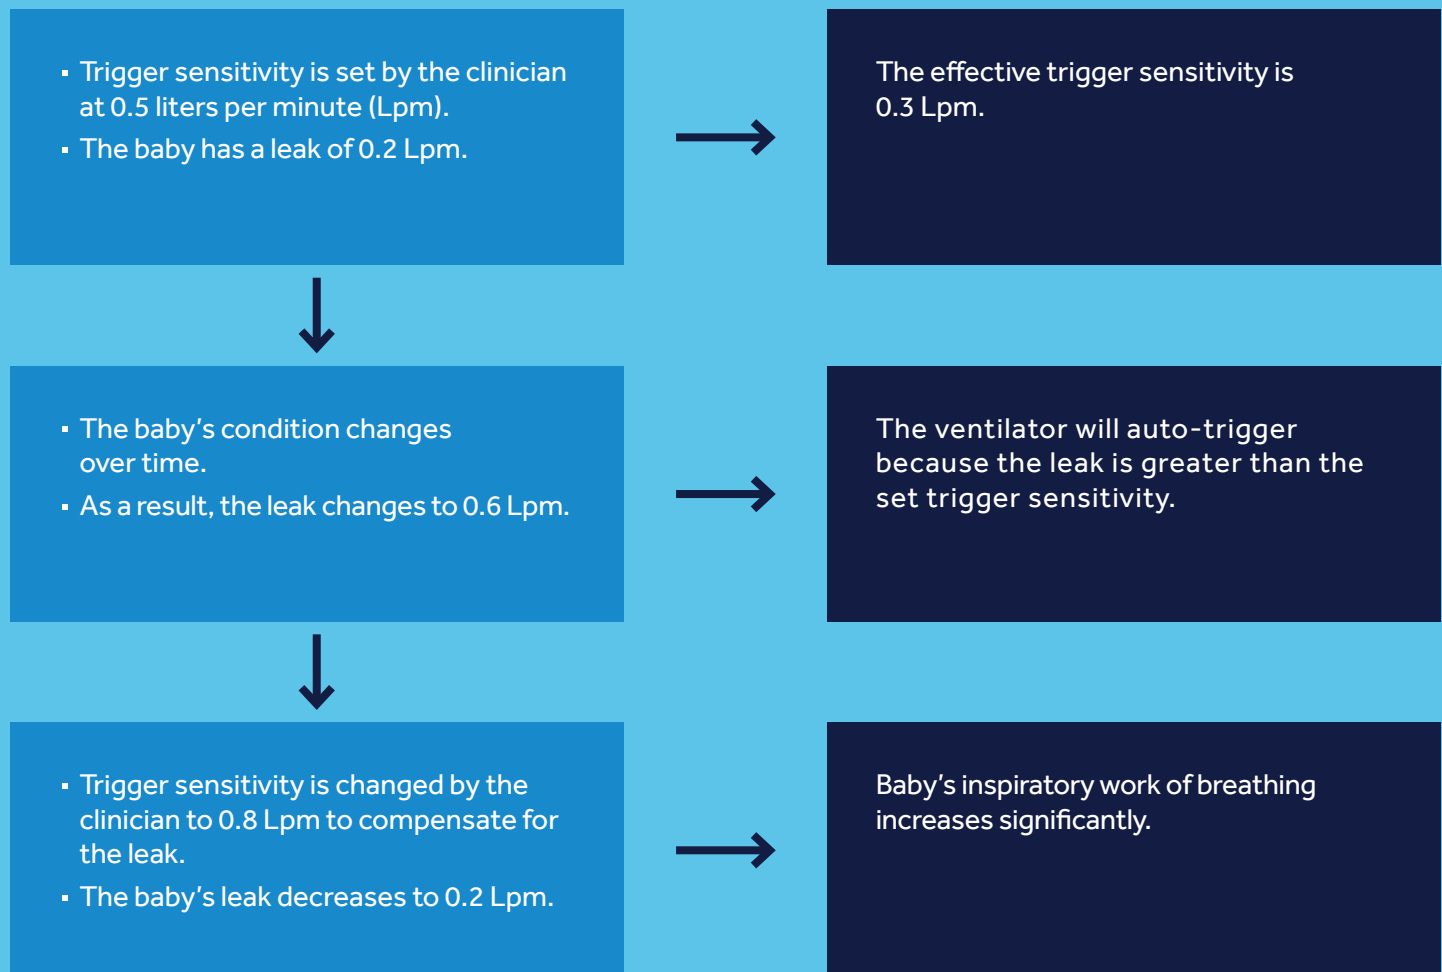 ▪ Trigger sensitivity is set by the clinician
at 0.5 liters per minute (Lpm).
▪ The baby has a leak of 0.2 Lpm.
The effective trigger sensitivity is
0.3 Lpm.
▪ The baby’s condition changes
over time.
▪ As a result, the leak changes to 0.6 Lpm.
The ventilator will auto-trigger
because the leak is greater than the
set trigger sensitivity.
▪ Trigger sensitivity is changed by the
clinician to 0.8 Lpm to compensate for
the leak.
▪ The baby’s leak decreases to 0.2 Lpm.
Baby’s inspiratory work of breathing
increases significantly.